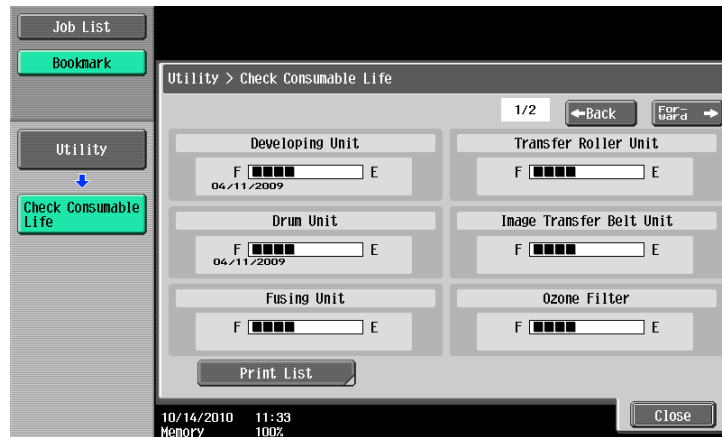 Job List
Bookmark
Utility > Check Consumable Life
1/2
←Back
For-
ward →
Utility
Check Consumable
Life
Developing Unit
F E
04/11/2009
Transfer Roller Unit
F E
Drum Unit
F E
04/11/2009
Image Transfer Belt Unit
F E
Fusing Unit
F E
Ozone Filter
F E
Print List
10/14/2010 11:33
Memory 100%
Close